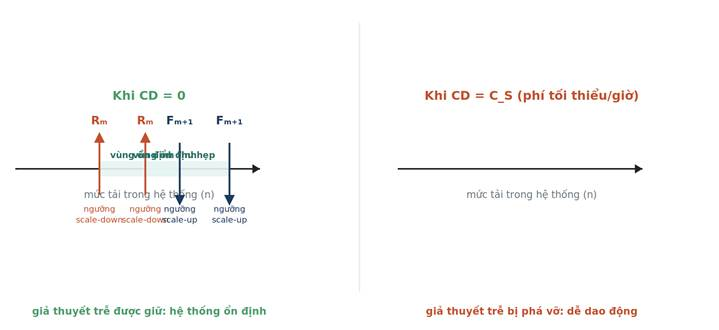 Khi CD = 0
Khi CD = C_S (phí tối thiểu/giờ)
Rₘ Rₘ Fₘ₊₁ Fₘ₊₁
mức tải trong hệ thống (n)
mức tải trong hệ thống (n)
ngưỡng ngưỡng ngưỡng ngưỡng
scale-down scale-down scale-up scale-up
giả thuyết trễ được giữ: hệ thống ổn định
giả thuyết trễ bị phá vỡ: dễ dao động